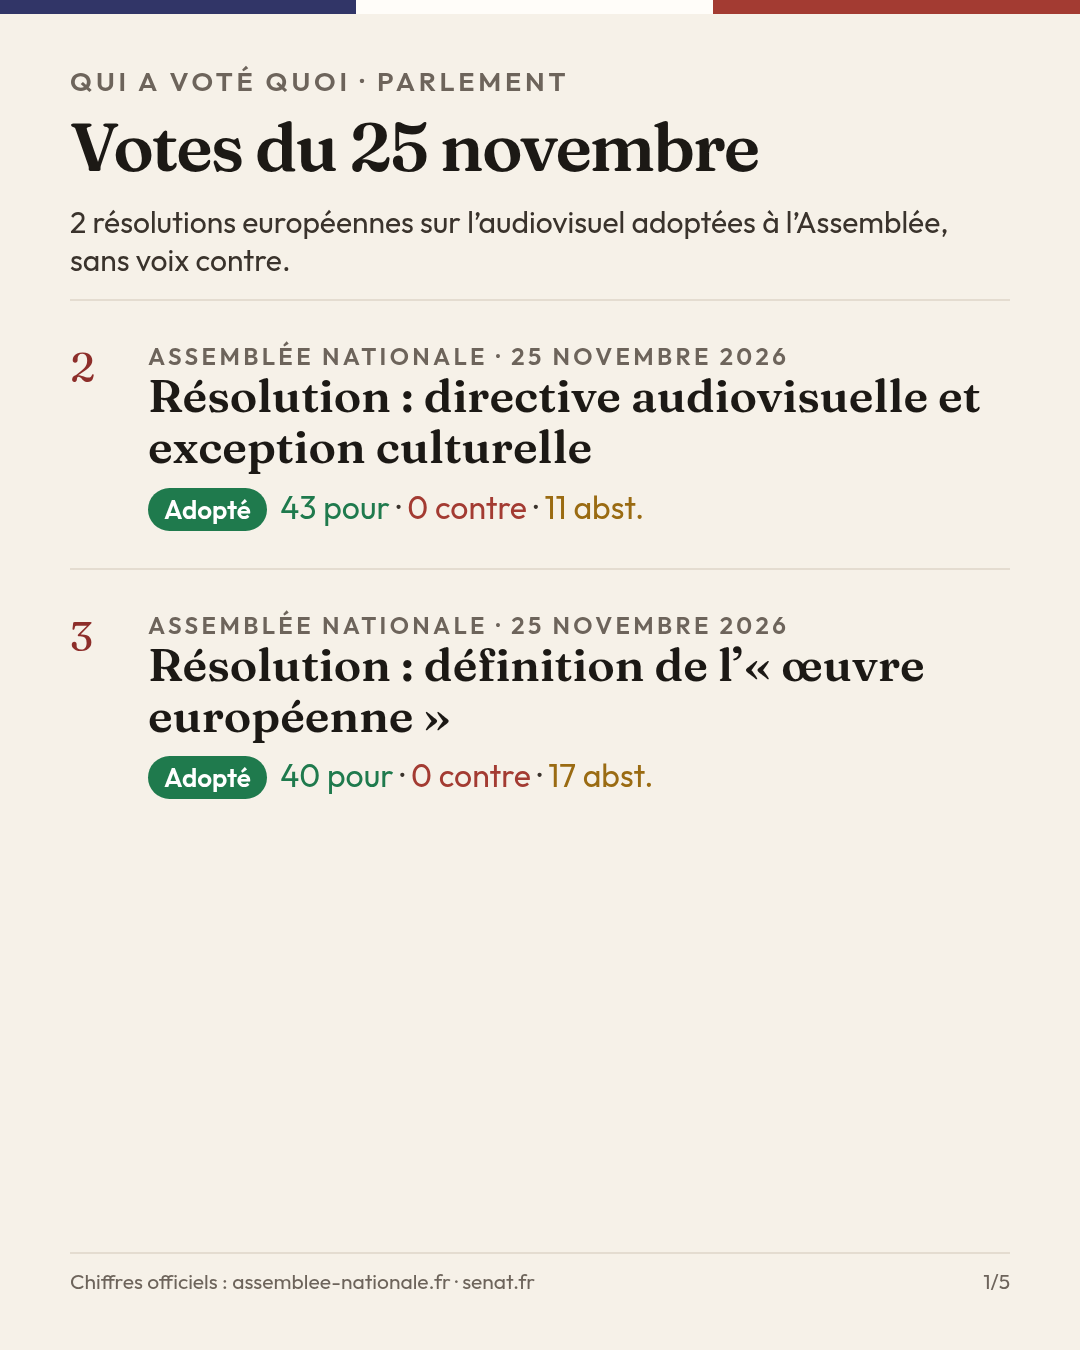 QUI A VOTÉ QUOI · PARLEMENT
Votes du 25 novembre
2 résolutions européennes sur l’audiovisuel adoptées à l’Assemblée,
sans voix contre.
2
ASSEMBLÉE NATIONALE · 25 NOVEMBRE 2026
Résolution : directive audiovisuelle et
exception culturelle
Adopté 43 pour · 0 contre · 11 abst.
3
ASSEMBLÉE NATIONALE · 25 NOVEMBRE 2026
Résolution : définition de l’« œuvre
européenne »
Adopté 40 pour · 0 contre · 17 abst.
Chiffres officiels : assemblee-nationale.fr · senat.fr
1/5